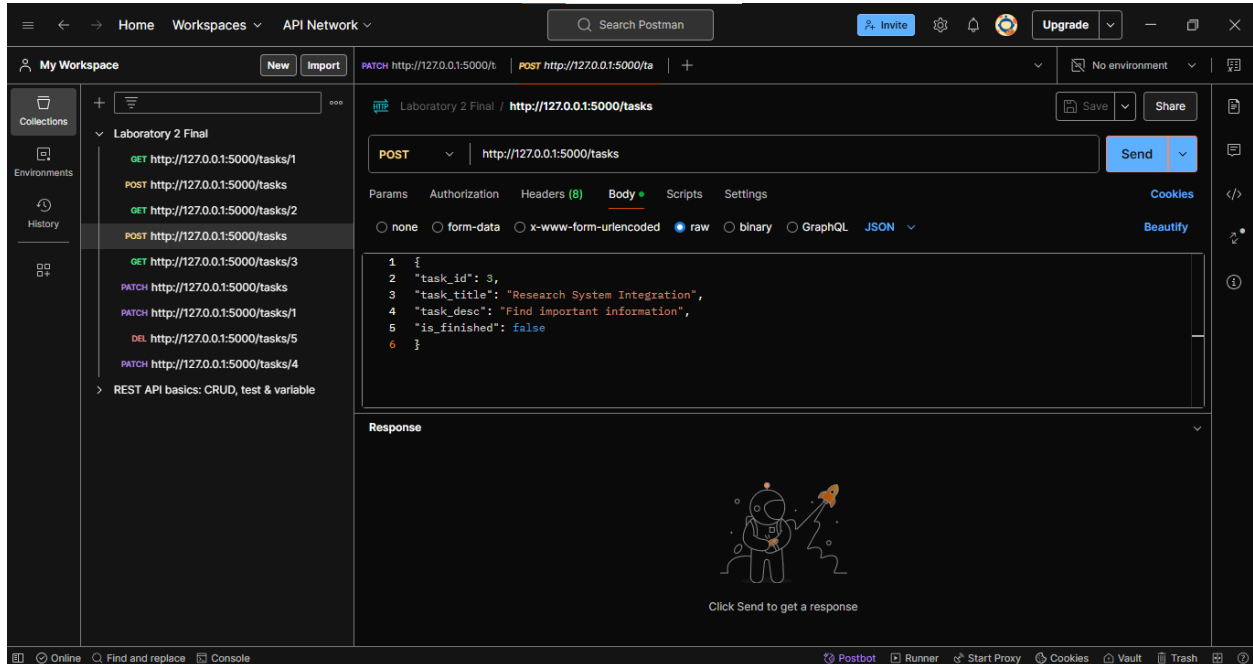 Home Workspaces API Network Search Postman Invite Upgrade
My Workspace New Import PATCH http://127.0.0.1:5000/t POST http://127.0.0.1:5000/ta No environment
Collections
Environments
History
Laboratory 2 Final
GET http://127.0.0.1:5000/tasks/1
POST http://127.0.0.1:5000/tasks
GET http://127.0.0.1:5000/tasks/2
POST http://127.0.0.1:5000/tasks
GET http://127.0.0.1:5000/tasks/3
PATCH http://127.0.0.1:5000/tasks
PATCH http://127.0.0.1:5000/tasks/1
DEL http://127.0.0.1:5000/tasks/5
PATCH http://127.0.0.1:5000/tasks/4
REST API basics: CRUD, test & variable
HTTP Laboratory 2 Final / http://127.0.0.1:5000/tasks Save Share
POST http://127.0.0.1:5000/tasks Send
Params Authorization Headers (8) Body Scripts Settings Cookies
none form-data x-www-form-urlencoded raw binary GraphQL JSON Beautify
1 {
2 "task_id": 3,
3 "task_title": "Research System Integration",
4 "task_desc": "Find important information",
5 "is_finished": false
6 }
Response
Click Send to get a response
Online Find and replace Console Postbot Runner Start Proxy Cookies Vault Trash